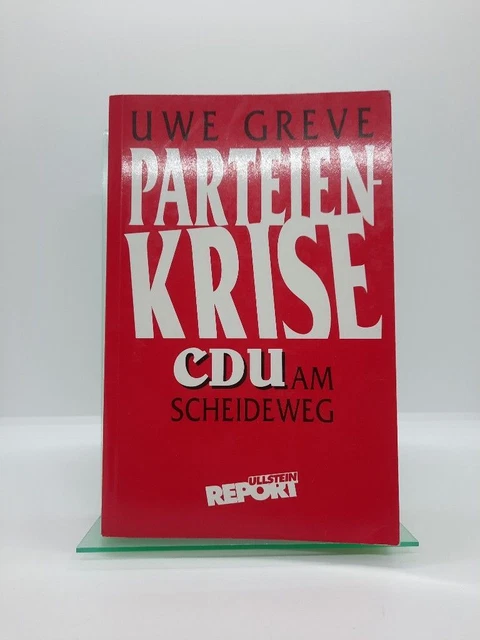 UWE GREVE
PARTEIEN-
KRISE
CDU AM
SCHEIDEWEG
ULLSTEIN
REPORT